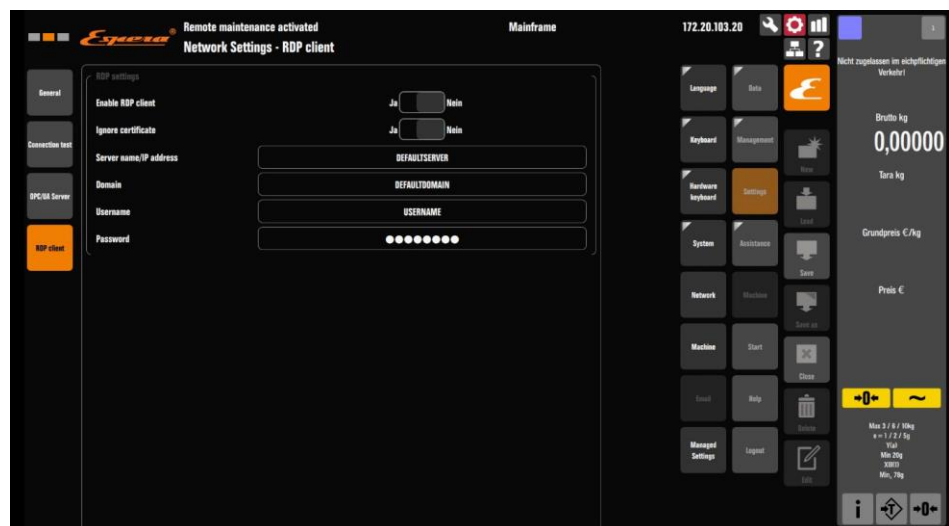 Espera®
Remote maintenance activated
Mainframe
172.20.103.20
Network Settings - RDP client
?
General
Connection test
OPC/UA Server
RDP client
RDP settings
Enable RDP client
Ja
Nein
Ignore certificate
Ja
Nein
Server name/IP address
DEFAULTSERVER
Domain
DEFAULTDOMAIN
Username
USERNAME
Password
Language
Data
Keyboard
Management
New
Hardware
keyboard
Settings
Load
System
Assistance
Save
Network
Machine
Save as
Machine
Start
Close
Email
Help
Delete
Managed
Settings
Logout
Edit
Nicht zugelassen im eichpflichtigen
Verkehr!
Brutto kg
0,00000
Tara kg
Grundpreis €/kg
Preis €
→0←
~
Max 3 / 6 / 10kg
e = 1 / 2 / 5g
Y(a)
Min 20g
Min, 70g
i
T
→0←